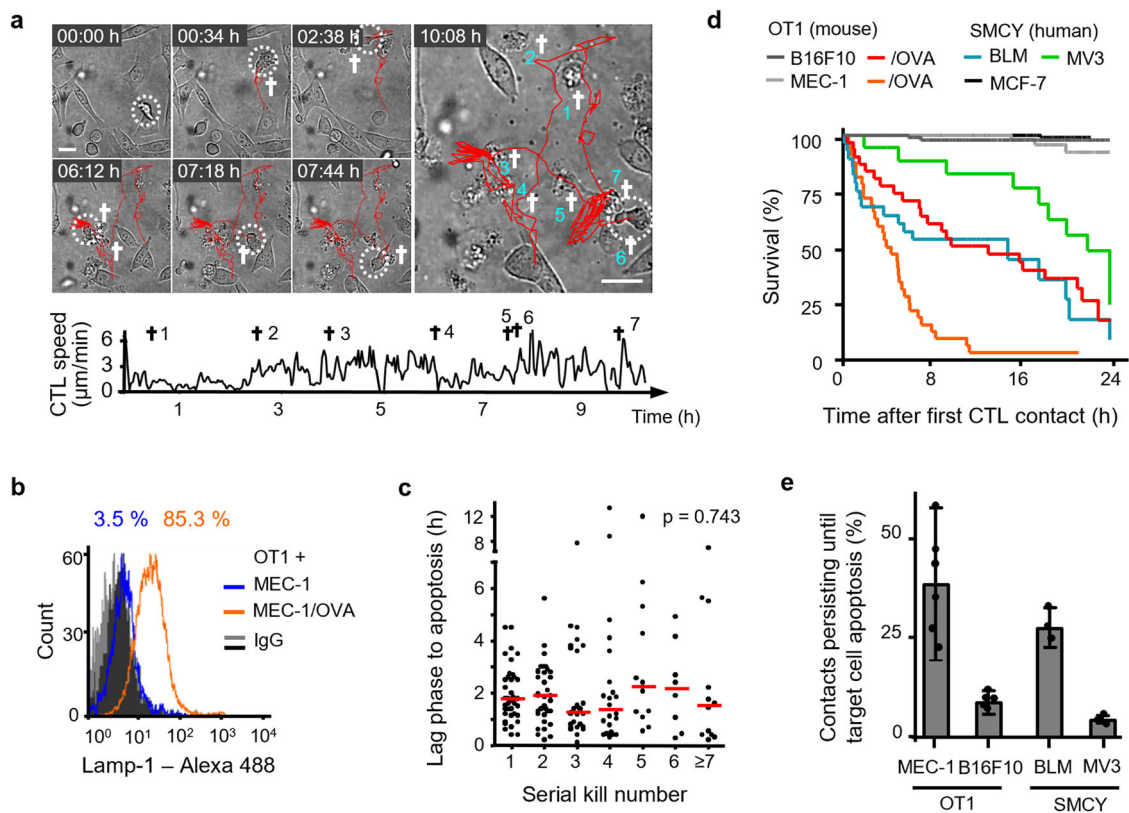 a
00:00 h
00:34 h
02:38 h
10:08 h
2
1
3
4
7
5
6
06:12 h
07:18 h
07:44 h
CTL speed
(µm/min)
6
3
0
1
2
3
4
5
6
7
1
3
5
7
9
Time (h)
b
3.5 %
85.3 %
OT1 +
MEC-1
MEC-1/OVA
IgG
Count
60
30
0
10⁰ 10¹ 10² 10³ 10⁴
Lamp-1 – Alexa 488
c
p = 0.743
Lag phase to apoptosis (h)
12
8
6
4
2
0
1 2 3 4 5 6 ≥7
Serial kill number
d
OT1 (mouse)
SMCY (human)
B16F10
/OVA
BLM
MV3
MEC-1
/OVA
MCF-7
Survival (%)
100
75
50
25
0
0 8 16 24
Time after first CTL contact (h)
e
Contacts persisting until
target cell apoptosis (%)
50
25
0
MEC-1 B16F10 BLM MV3
OT1 SMCY